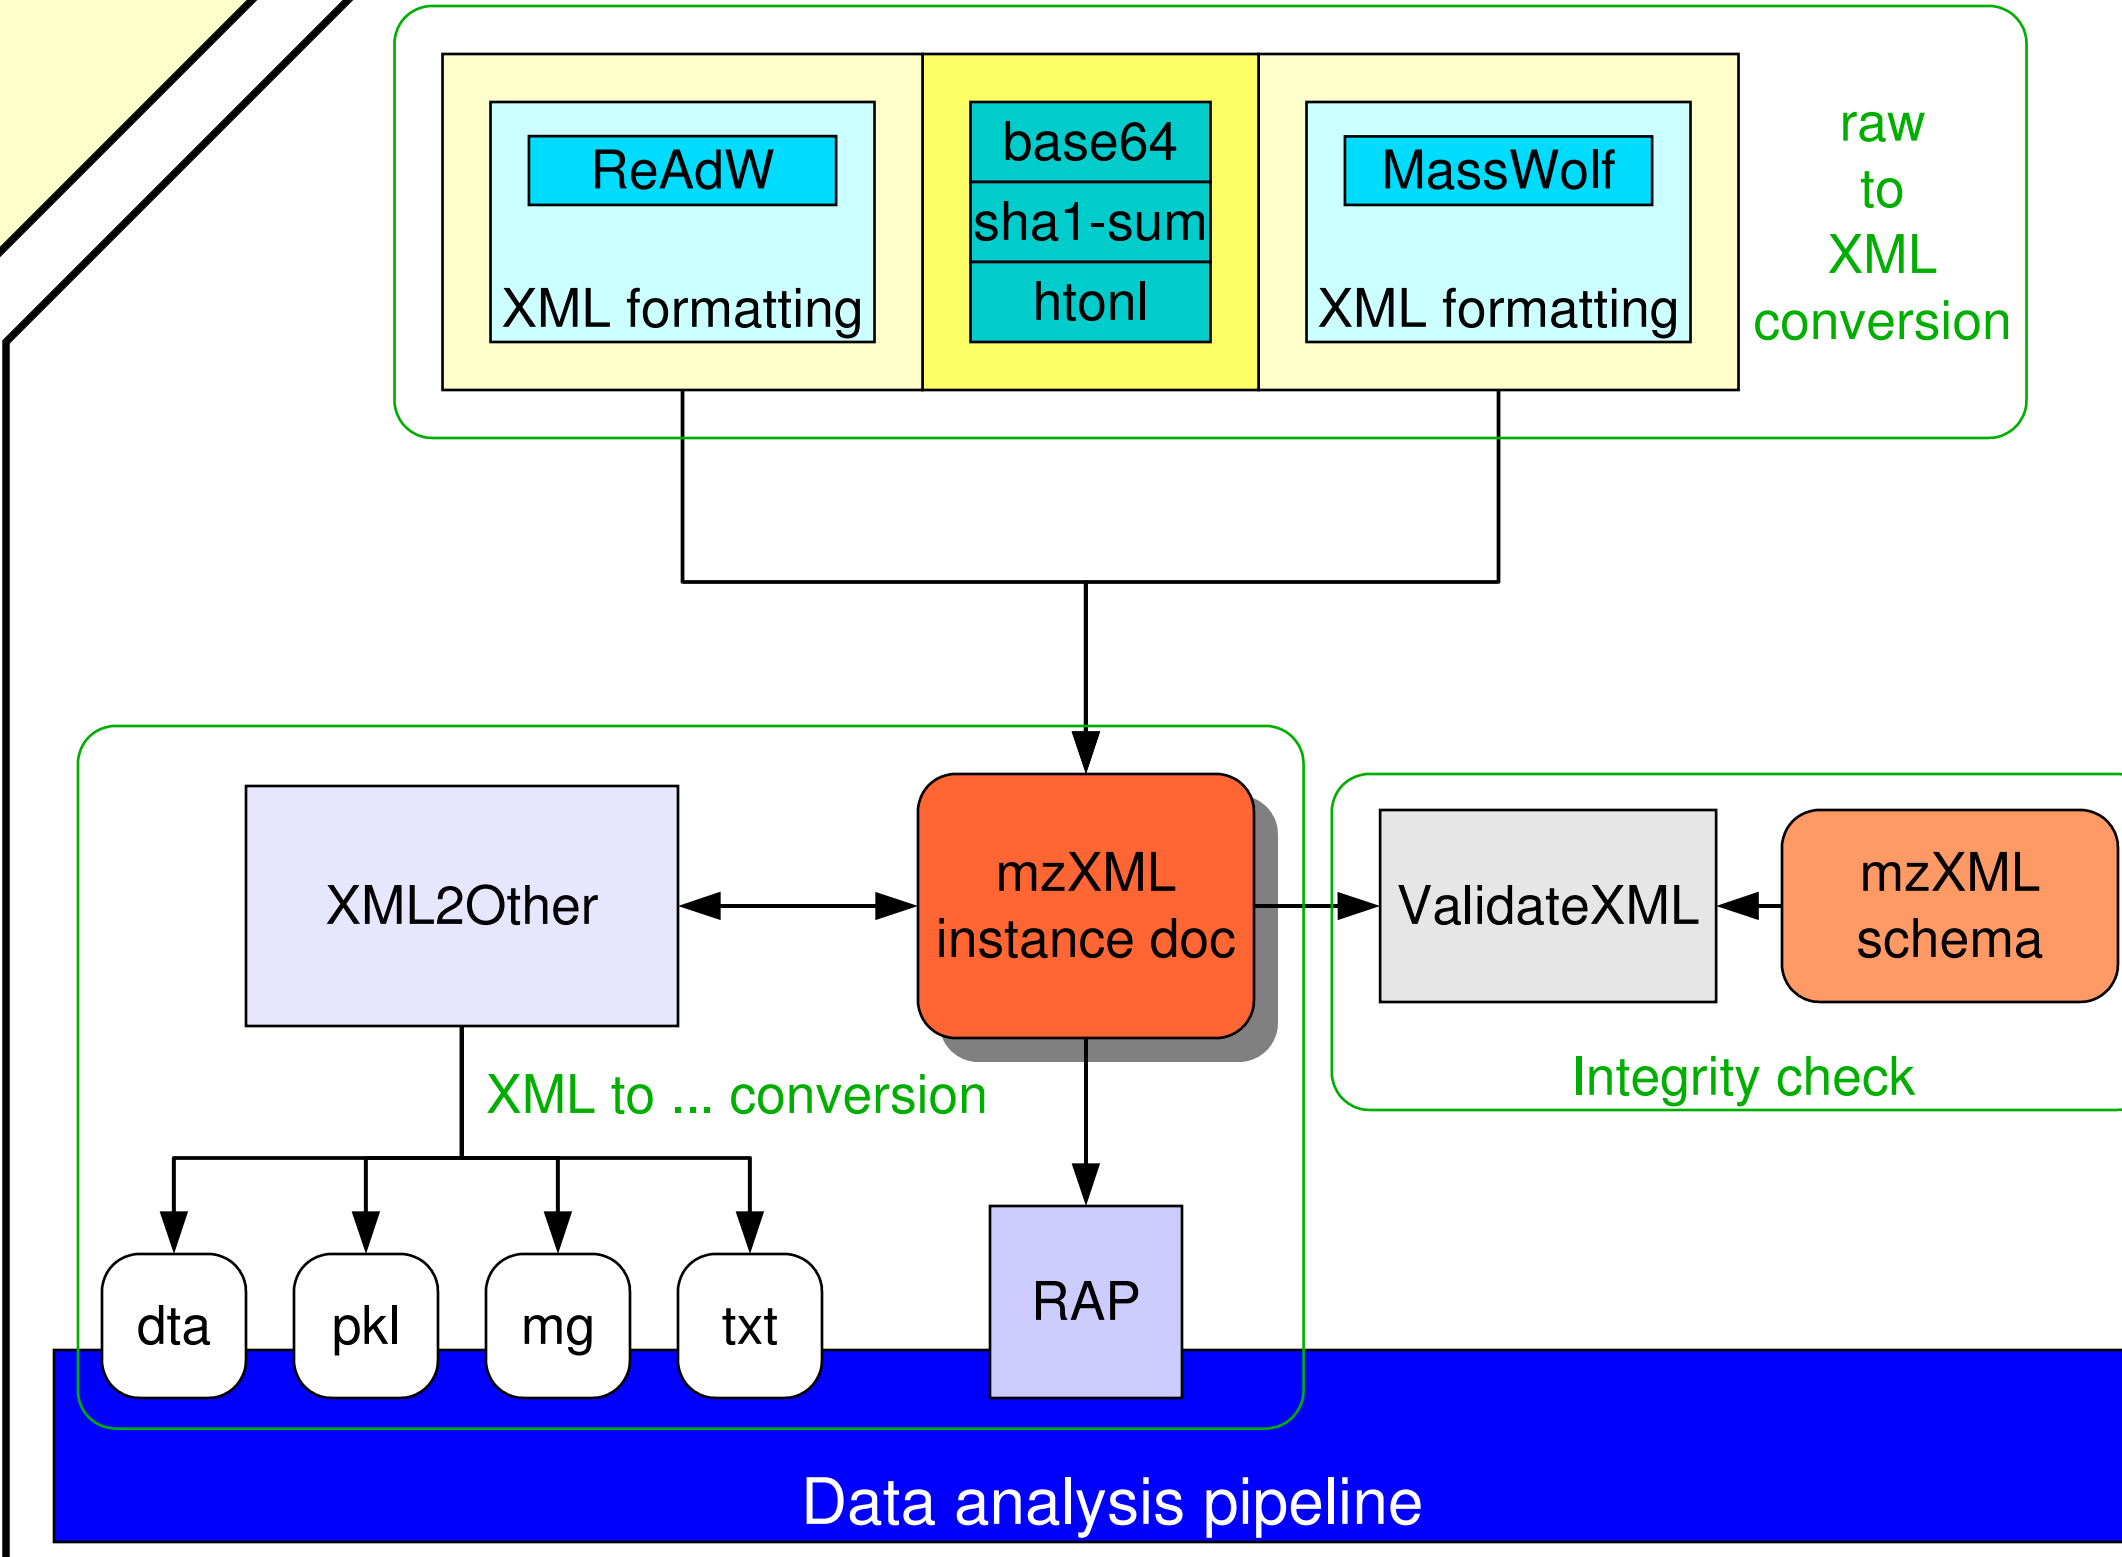 ReAdW
XML formatting
base64
sha1-sum
htonl
MassWolf
XML formatting
raw
to
XML
conversion
XML2Other
mzXML
instance doc
ValidateXML
mzXML
schema
Integrity check
XML to ... conversion
dta
pkl
mg
txt
RAP
Data analysis pipeline